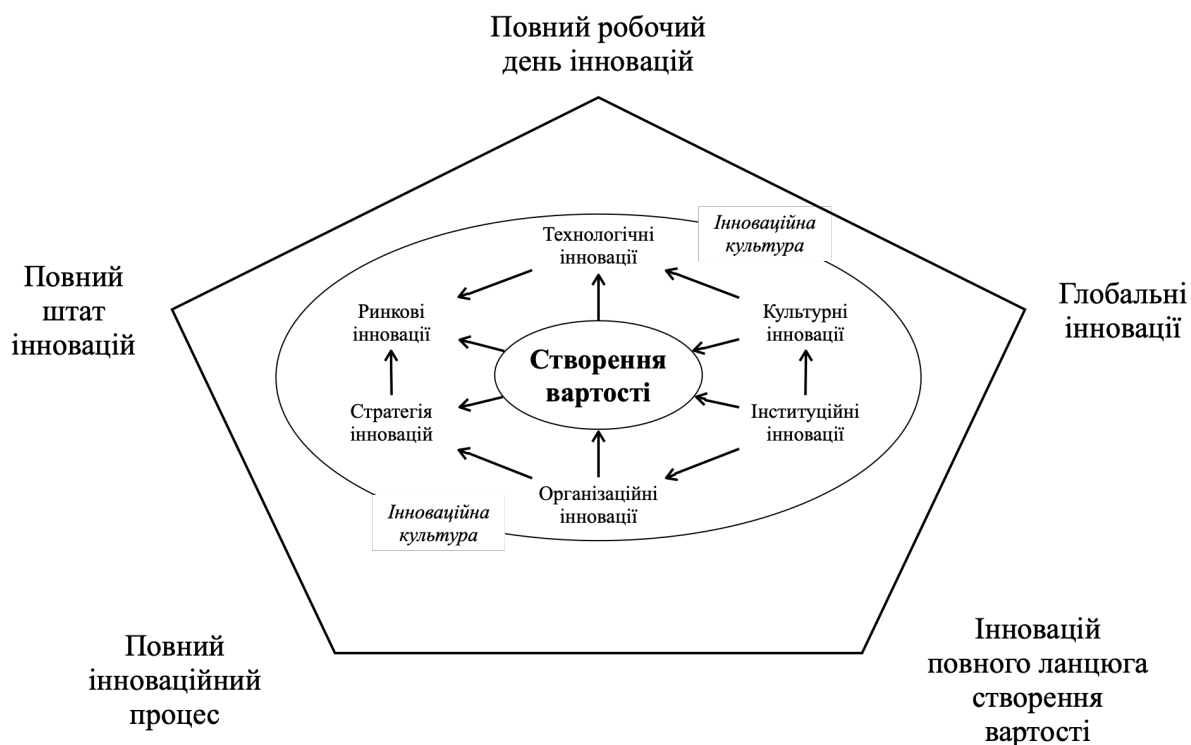 Повний робочий
день інновацій
Інноваційна
культура
Технологічні
інновації
Повний
штат
інновацій
Ринкові
інновації
Культурні
інновації
Глобальні
інновації
Створення
вартості
Стратегія
інновацій
Інституційні
інновації
Організаційні
інновації
Інноваційна
культура
Повний
інноваційний
процес
Інновацій
повного ланцюга
створення
вартості